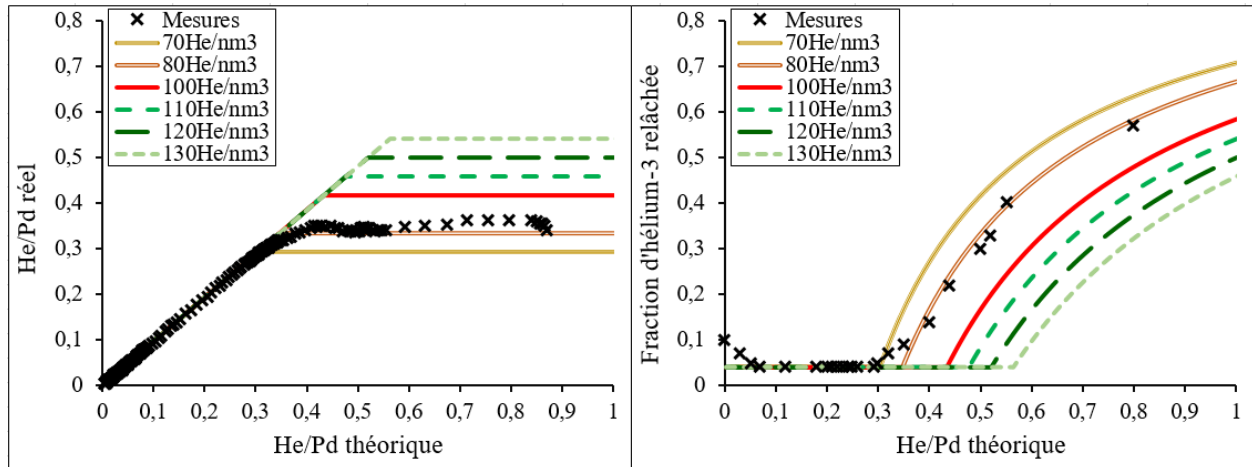 0,8
0,7
0,6
0,5
0,4
0,3
0,2
0,1
0
He/Pd réel
Mesures
70He/nm3
80He/nm3
100He/nm3
110He/nm3
120He/nm3
130He/nm3
0 0,1 0,2 0,3 0,4 0,5 0,6 0,7 0,8 0,9 1
He/Pd théorique
0,8
0,7
0,6
0,5
0,4
0,3
0,2
0,1
0
Fraction d'hélium-3 relâchée
Mesures
70He/nm3
80He/nm3
100He/nm3
110He/nm3
120He/nm3
130He/nm3
0 0,1 0,2 0,3 0,4 0,5 0,6 0,7 0,8 0,9 1
He/Pd théorique